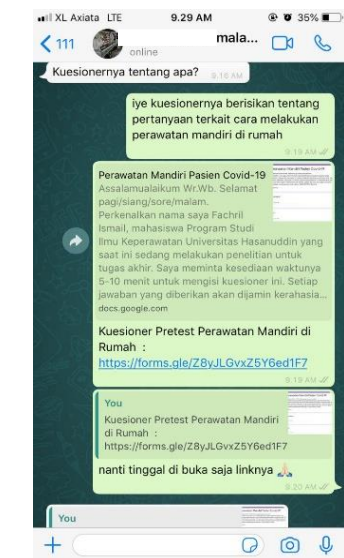 XL Axiata LTE 9.29 AM 35%
111
mala...
online
Kuesionernya tentang apa? 9.16 AM
iye kuesionernya berisikan tentang
pertanyaan terkait cara melakukan
perawatan mandiri di rumah
9.19 AM
Perawatan Mandiri Pasien Covid-19
Assalamualaikum Wr.Wb. Selamat
pagi/siang/sore/malam.
Perkenalkan nama saya Fachril
Ismail, mahasiswa Program Studi
Ilmu Keperawatan Universitas Hasanuddin yang
saat ini sedang melakukan penelitian untuk
tugas akhir. Saya meminta kesediaan waktunya
5-10 menit untuk mengisi kuesioner ini. Setiap
jawaban yang diberikan akan dijamin kerahasia...
docs.google.com
Kuesioner Pretest Perawatan Mandiri di
Rumah :
https://forms.gle/Z8yJLGvxZ5Y6ed1F7
9.19 AM
You
Kuesioner Pretest Perawatan Mandiri
di Rumah :
https://forms.gle/Z8yJLGvxZ5Y6ed1F7
nanti tinggal di buka saja linknya 🙏
9.20 AM
You